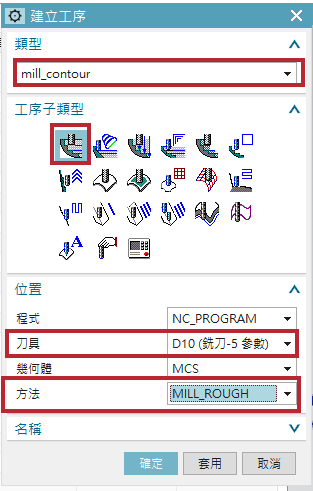 建立工序
類型
mill_contour
工序子類型
A
位置
程式 NC_PROGRAM
刀具 D10 (銑刀-5 參數)
幾何體 MCS
方法 MILL_ROUGH
名稱
確定 套用 取消